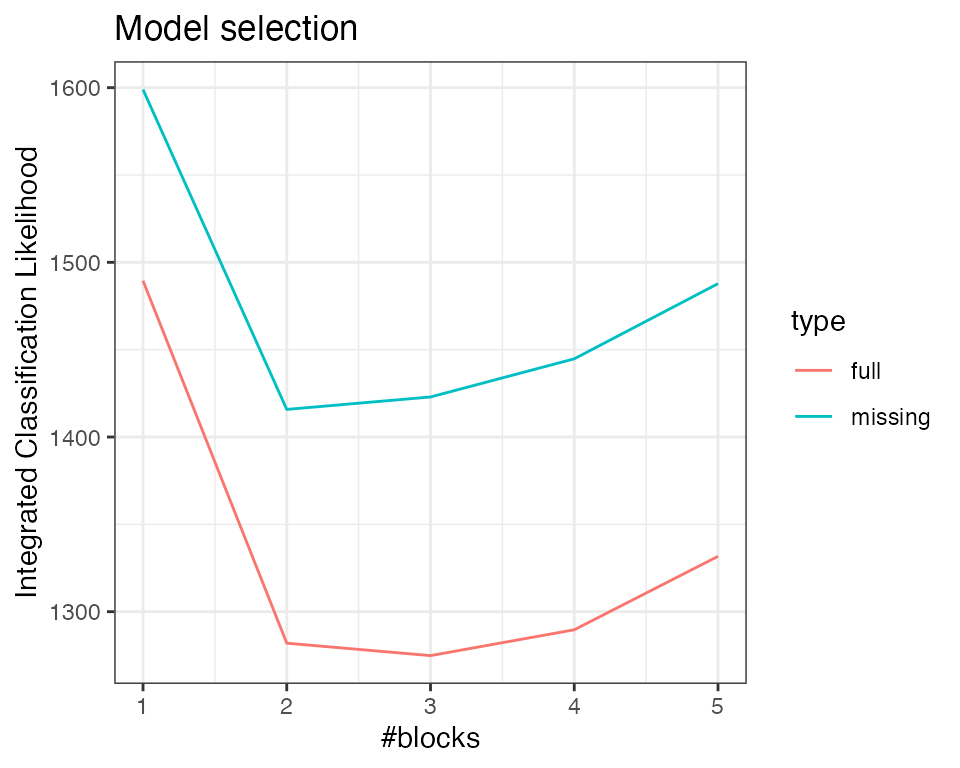 Model selection
Integrated Classification Likelihood
1600
1500
1400
1300
1 2 3 4 5
#blocks
type
full
missing